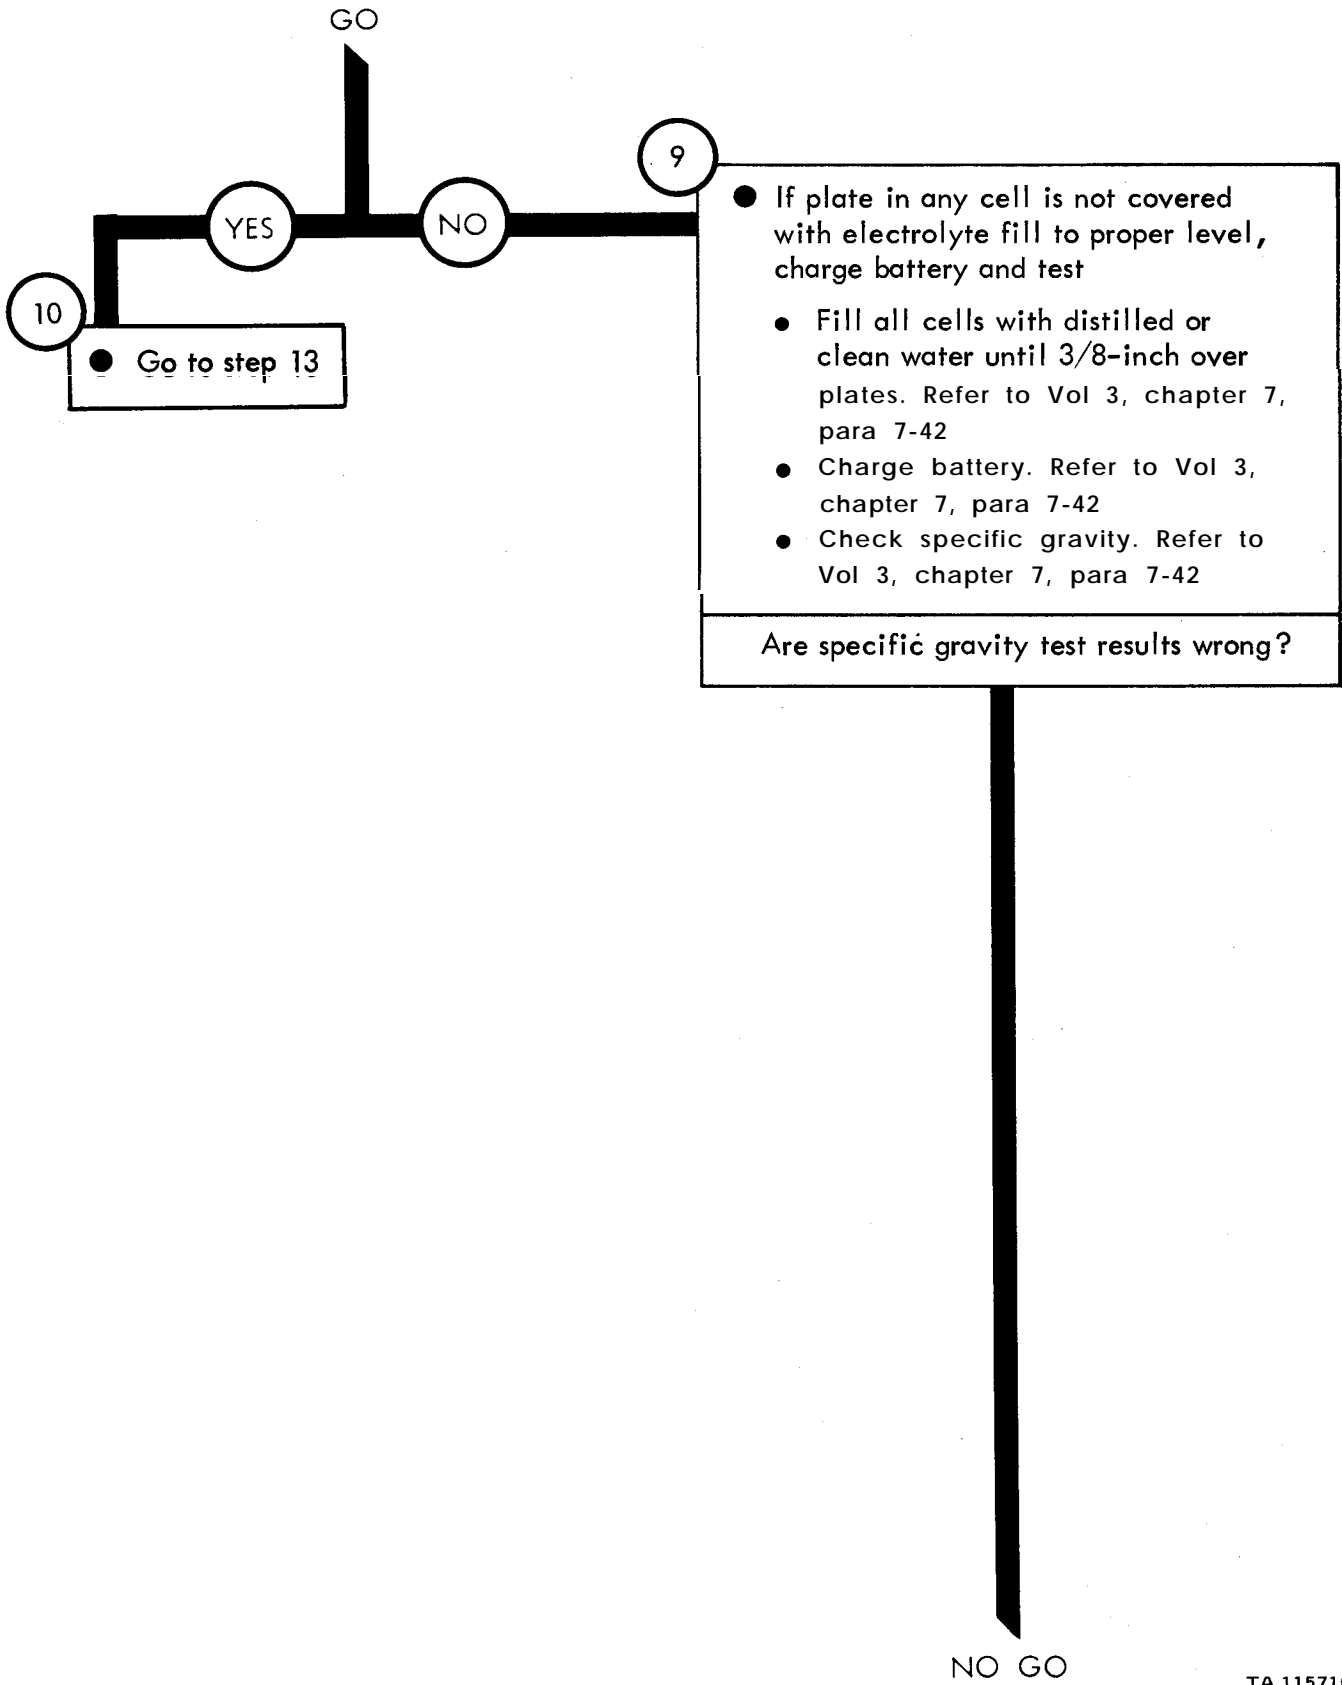 GO
YES
NO
9
● If plate in any cell is not covered
with electrolyte fill to proper level,
charge battery and test
● Fill all cells with distilled or
clean water until 3/8-inch over
plates. Refer to Vol 3, chapter 7,
para 7-42
● Charge battery. Refer to Vol 3,
chapter 7, para 7-42
● Check specific gravity. Refer to
Vol 3, chapter 7, para 7-42
Are specific gravity test results wrong?
10
● Go to step 13
NO GO